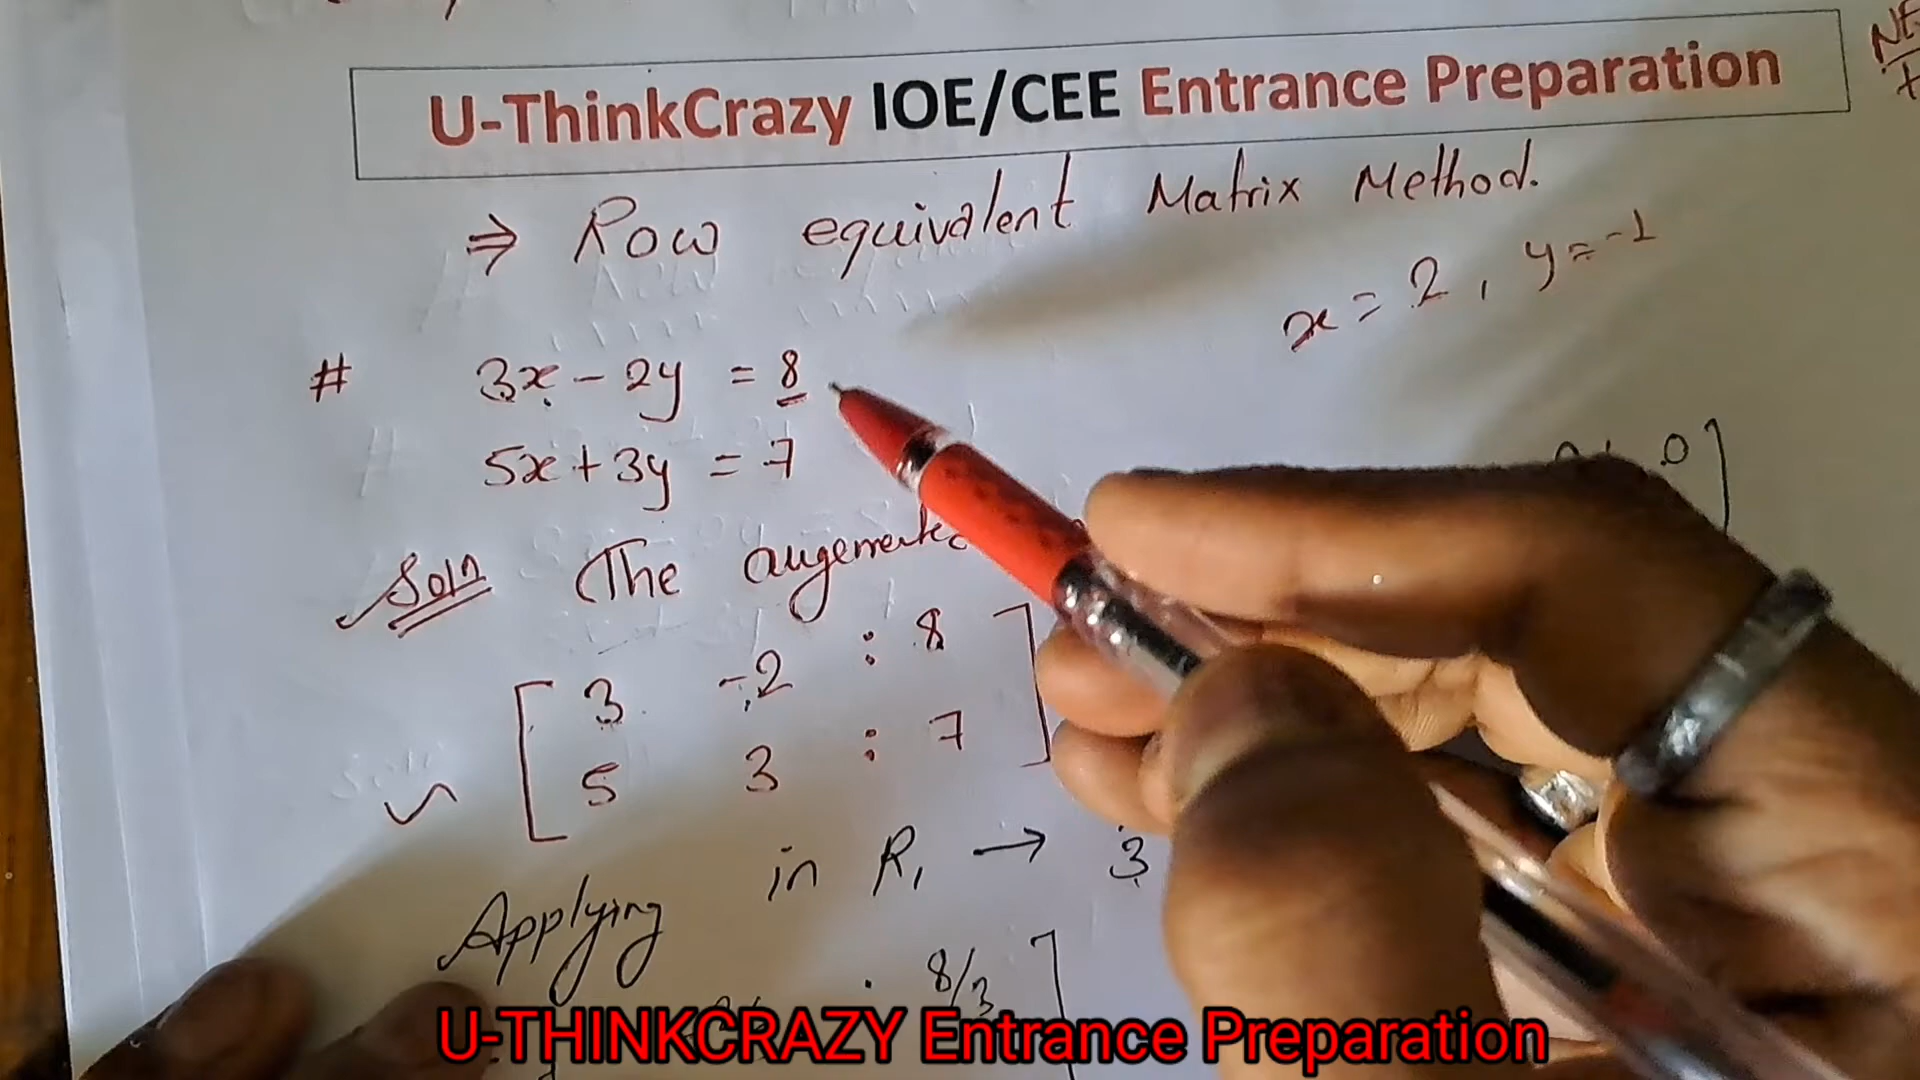 U-ThinkCrazy IOE/CEE Entrance Preparation
⇒ Row equivalent Matrix Method.
x = 2, y = -1
# 3x - 2y = 8
5x + 3y = 7
Soln The
[ 3 -2 : 8 ]
~ [ 5 3 : 7 ]
Applying in R₁ → 3
: 8/3 ]
U-THINKCRAZY Entrance Preparation